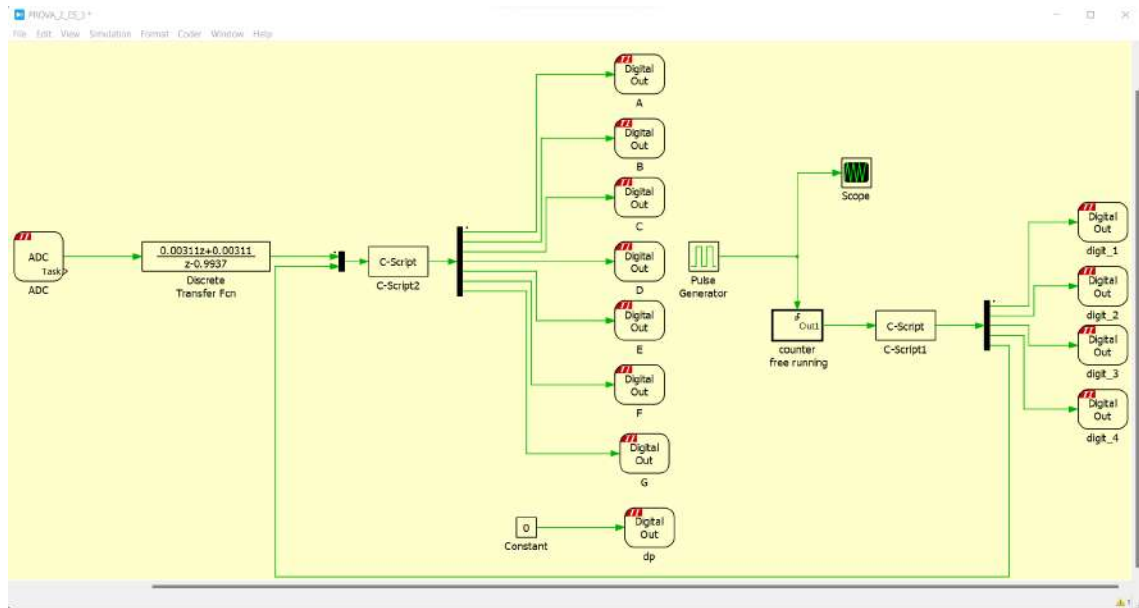 PROVA_2_ES_1*
File Edit View Simulation Format Coder Window Help
ADC
Task
ADC
0.00311z+0.00311
z-0.9937
Discrete
Transfer Fcn
C-Script
C-Script2
Digital
Out
A
Digital
Out
B
Digital
Out
C
Digital
Out
D
Digital
Out
E
Digital
Out
F
Digital
Out
G
0
Constant
Digital
Out
dp
Pulse
Generator
Scope
Out1
counter
free running
C-Script
C-Script1
Digital
Out
digit_1
Digital
Out
digit_2
Digital
Out
digit_3
Digital
Out
digit_4